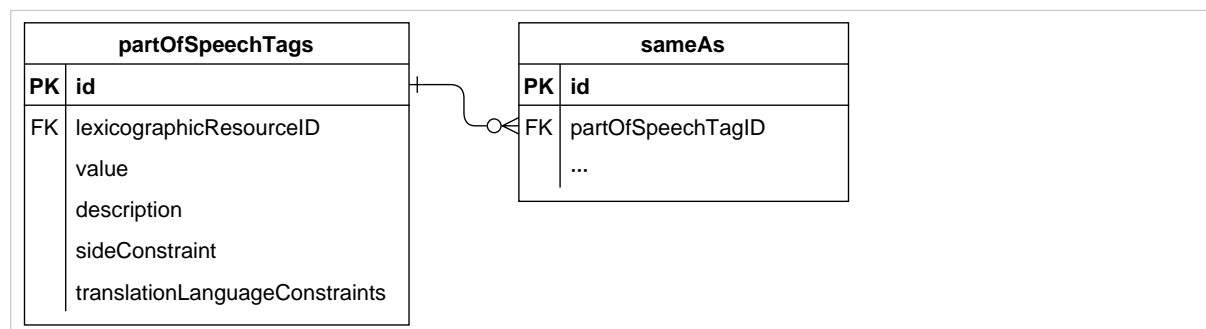 partOfSpeechTags
PK id
FK lexicographicResourceID
value
description
sideConstraint
translationLanguageConstraints
sameAs
PK id
FK partOfSpeechTagID
...